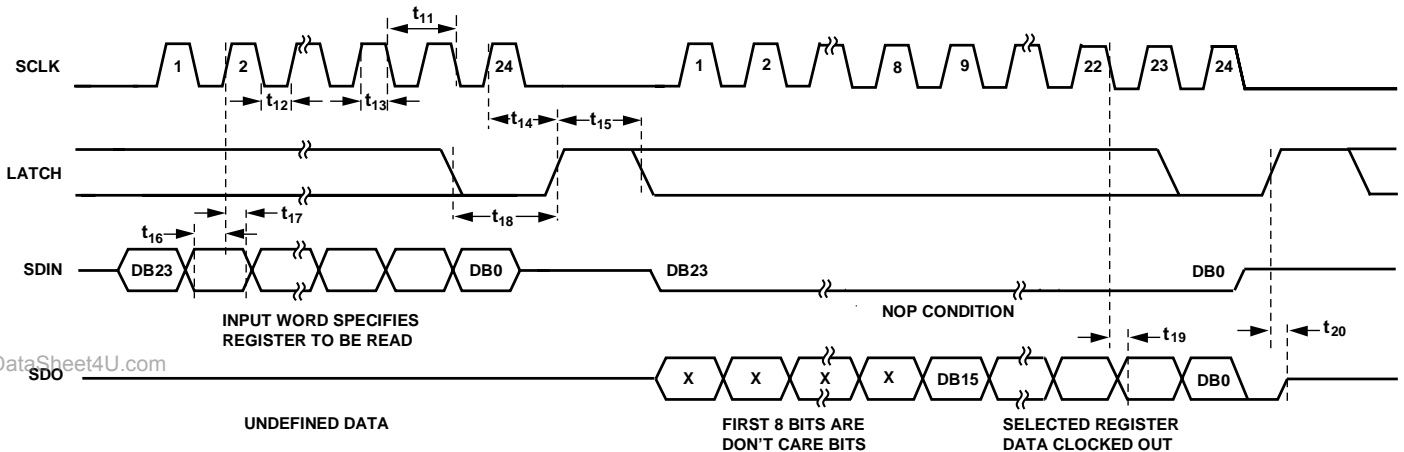 t11
SCLK
1
2
24
1
2
8
9
22
23
24
t12
t13
t14
t15
LATCH
t17
t18
t16
SDIN
DB23
DB0
DB23
DB0
NOP CONDITION
INPUT WORD SPECIFIES
REGISTER TO BE READ
t19
t20
DataSheet4U.com
SDO
X
X
X
X
DB15
DB0
UNDEFINED DATA
FIRST 8 BITS ARE
DON'T CARE BITS
SELECTED REGISTER
DATA CLOCKED OUT